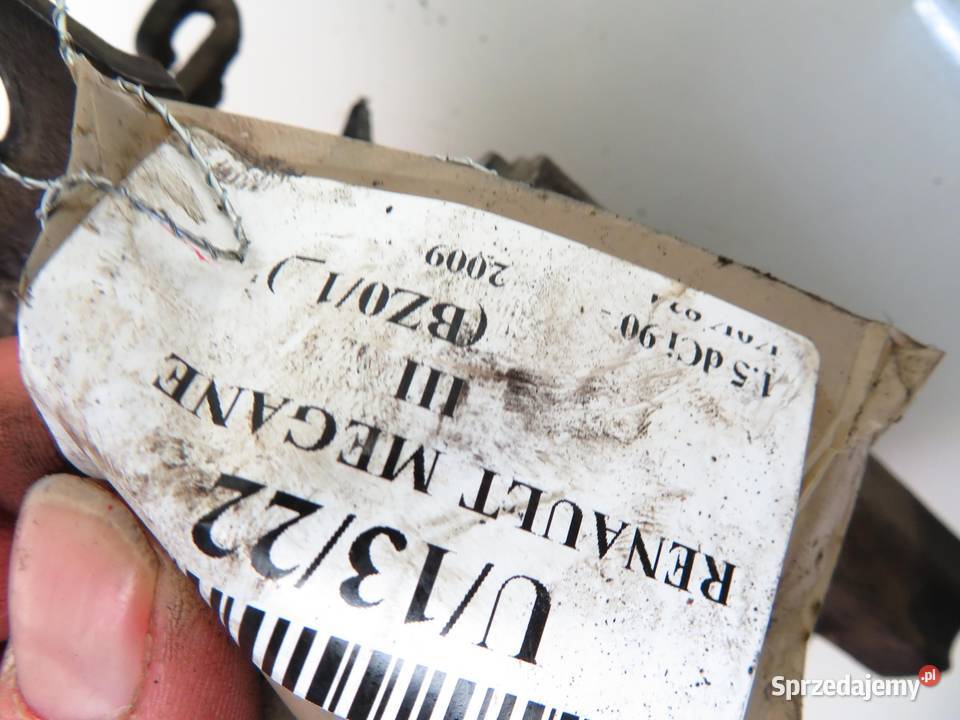 U/13/22
RENAULT MEGANE
III
(BZ0/1_)
2009
1.5 dCi 90 -
Sprzedajemy.pl